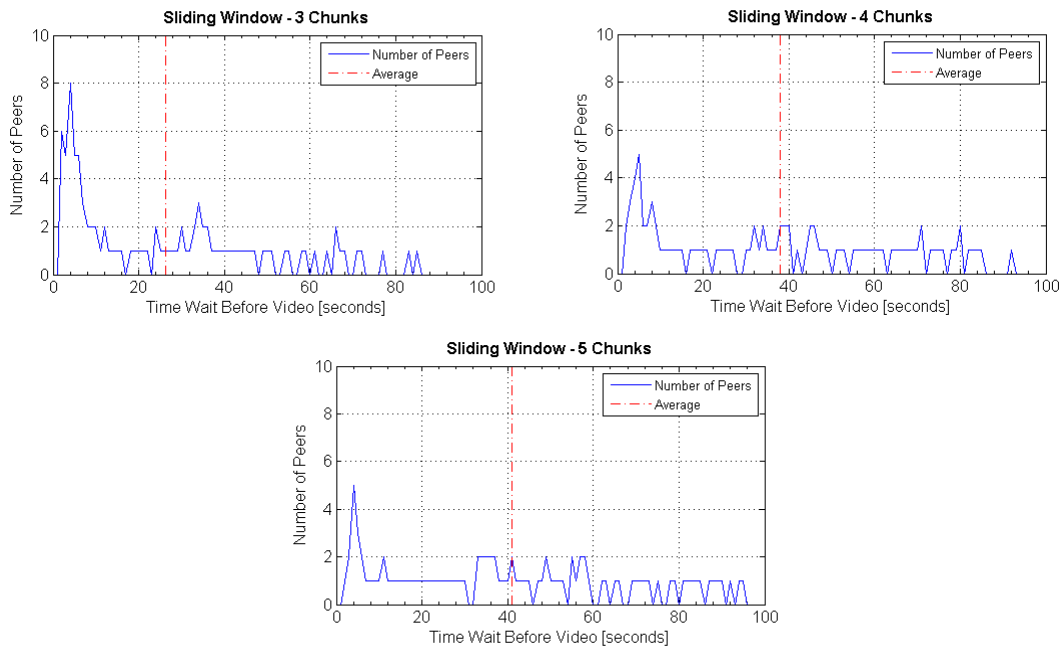 Sliding Window - 3 Chunks
10
8
6
4
2
0
Number of Peers
Number of Peers
Average
0
20
40
60
80
100
Time Wait Before Video [seconds]
Sliding Window - 4 Chunks
10
8
6
4
2
0
Number of Peers
Number of Peers
Average
0
20
40
60
80
100
Time Wait Before Video [seconds]
Sliding Window - 5 Chunks
10
8
6
4
2
0
Number of Peers
Number of Peers
Average
0
20
40
60
80
100
Time Wait Before Video [seconds]